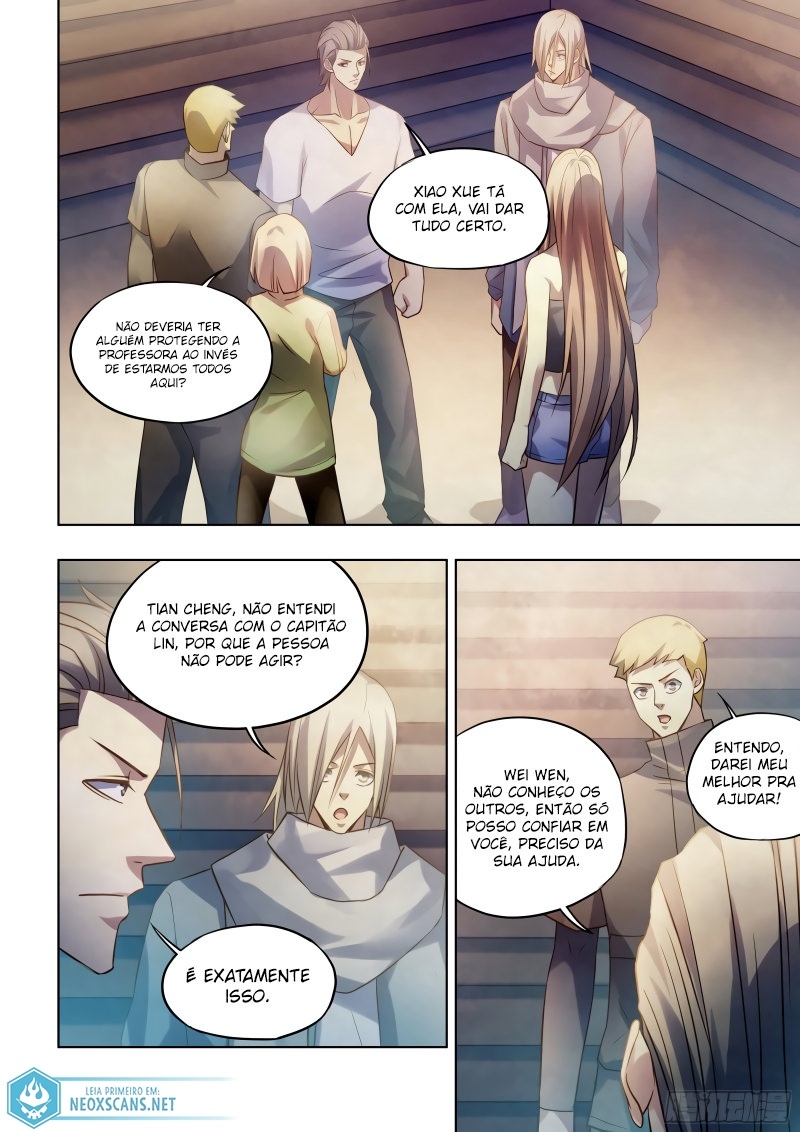 XIAO XUE TÁ
COM ELA, VAI DAR
TUDO CERTO.
NÃO DEVERIA TER
ALGUÉM PROTEGENDO A
PROFESSORA AO INVÉS
DE ESTARMOS TODOS
AQUI?
TIAN CHENG, NÃO ENTENDI
A CONVERSA COM O CAPITÃO
LIN, POR QUE A PESSOA
NÃO PODE AGIR?
É EXATAMENTE
ISSO.
WEI WEN,
NÃO CONHEÇO OS
OUTROS, ENTÃO SÓ
POSSO CONFIAR EM
VOCÊ, PRECISO DA
SUA AJUDA.
ENTENDO,
DAREI MEU
MELHOR PRA
AJUDAR!
LEIA PRIMEIRO EM:
NEOXSCANS.NET